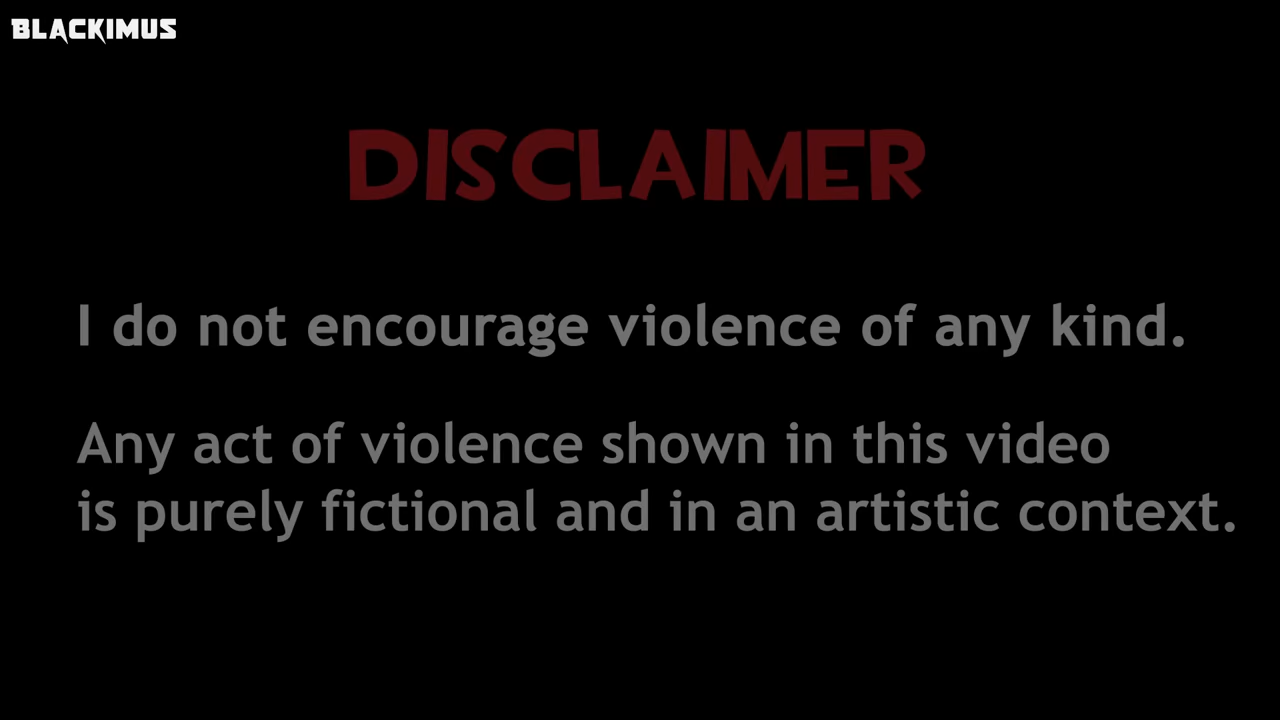 BLACKIMUS
DISCLAIMER
I do not encourage violence of any kind.
Any act of violence shown in this video
is purely fictional and in an artistic context.